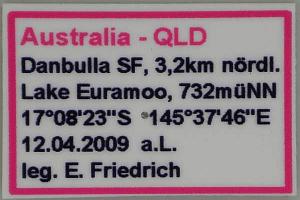 Australia - QLD
Danbulla SF, 3,2km nördl.
Lake Euramoo, 732müNN
17°08'23"S 145°37'46"E
12.04.2009 a.L.
leg. E. Friedrich